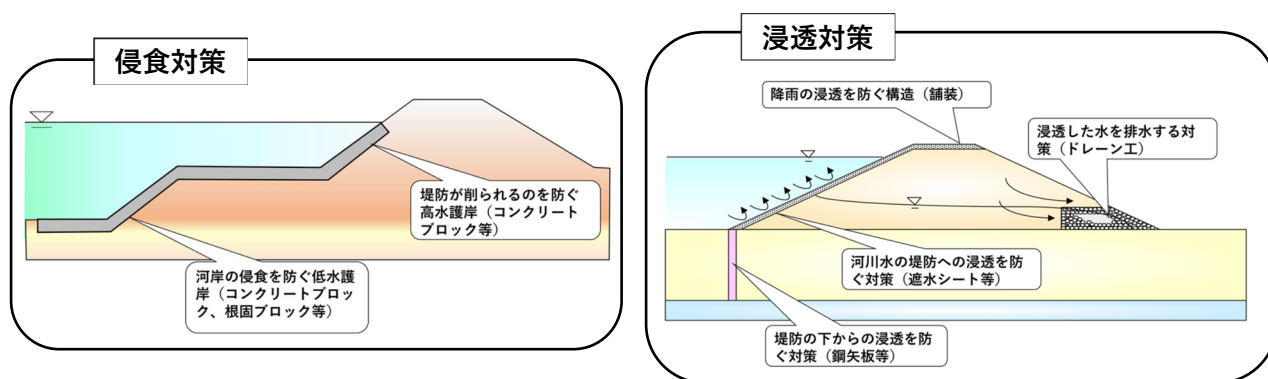 侵食対策
堤防が削られるのを防ぐ
高水護岸（コンクリート
ブロック等）
河岸の侵食を防ぐ低水護
岸（コンクリートブロッ
ク、根固ブロック等）
浸透対策
降雨の浸透を防ぐ構造（舗装）
浸透した水を排水する対
策（ドレーン工）
河川水の堤防への浸透を防
ぐ対策（遮水シート等）
堤防の下からの浸透を防
ぐ対策（鋼矢板等）